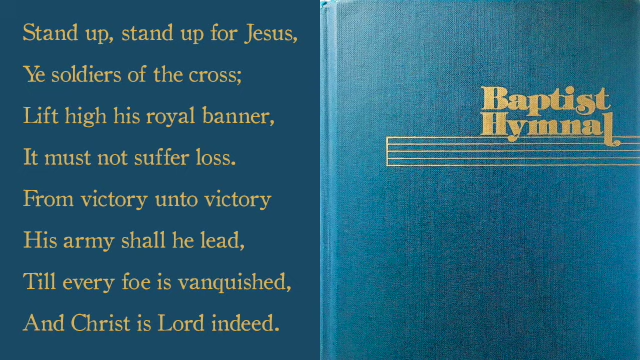 Stand up, stand up for Jesus,
Ye soldiers of the cross;
Lift high his royal banner,
It must not suffer loss.
From victory unto victory
His army shall he lead,
Till every foe is vanquished,
And Christ is Lord indeed.
Baptist
Hymnal